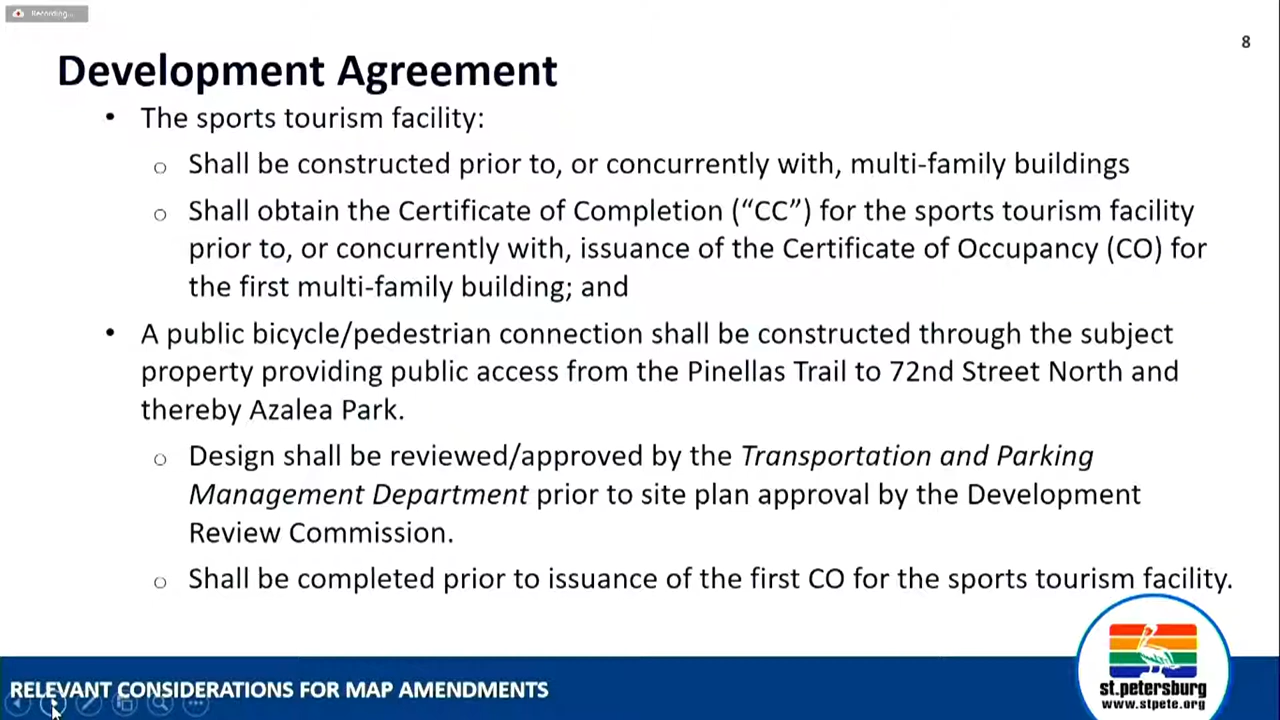 Recording...
8
Development Agreement
• The sports tourism facility:
o Shall be constructed prior to, or concurrently with, multi-family buildings
o Shall obtain the Certificate of Completion (“CC”) for the sports tourism facility
prior to, or concurrently with, issuance of the Certificate of Occupancy (CO) for
the first multi-family building; and
• A public bicycle/pedestrian connection shall be constructed through the subject
property providing public access from the Pinellas Trail to 72nd Street North and
thereby Azalea Park.
o Design shall be reviewed/approved by the Transportation and Parking
Management Department prior to site plan approval by the Development
Review Commission.
o Shall be completed prior to issuance of the first CO for the sports tourism facility.
RELEVANT CONSIDERATIONS FOR MAP AMENDMENTS
st.petersburg
www.stpete.org